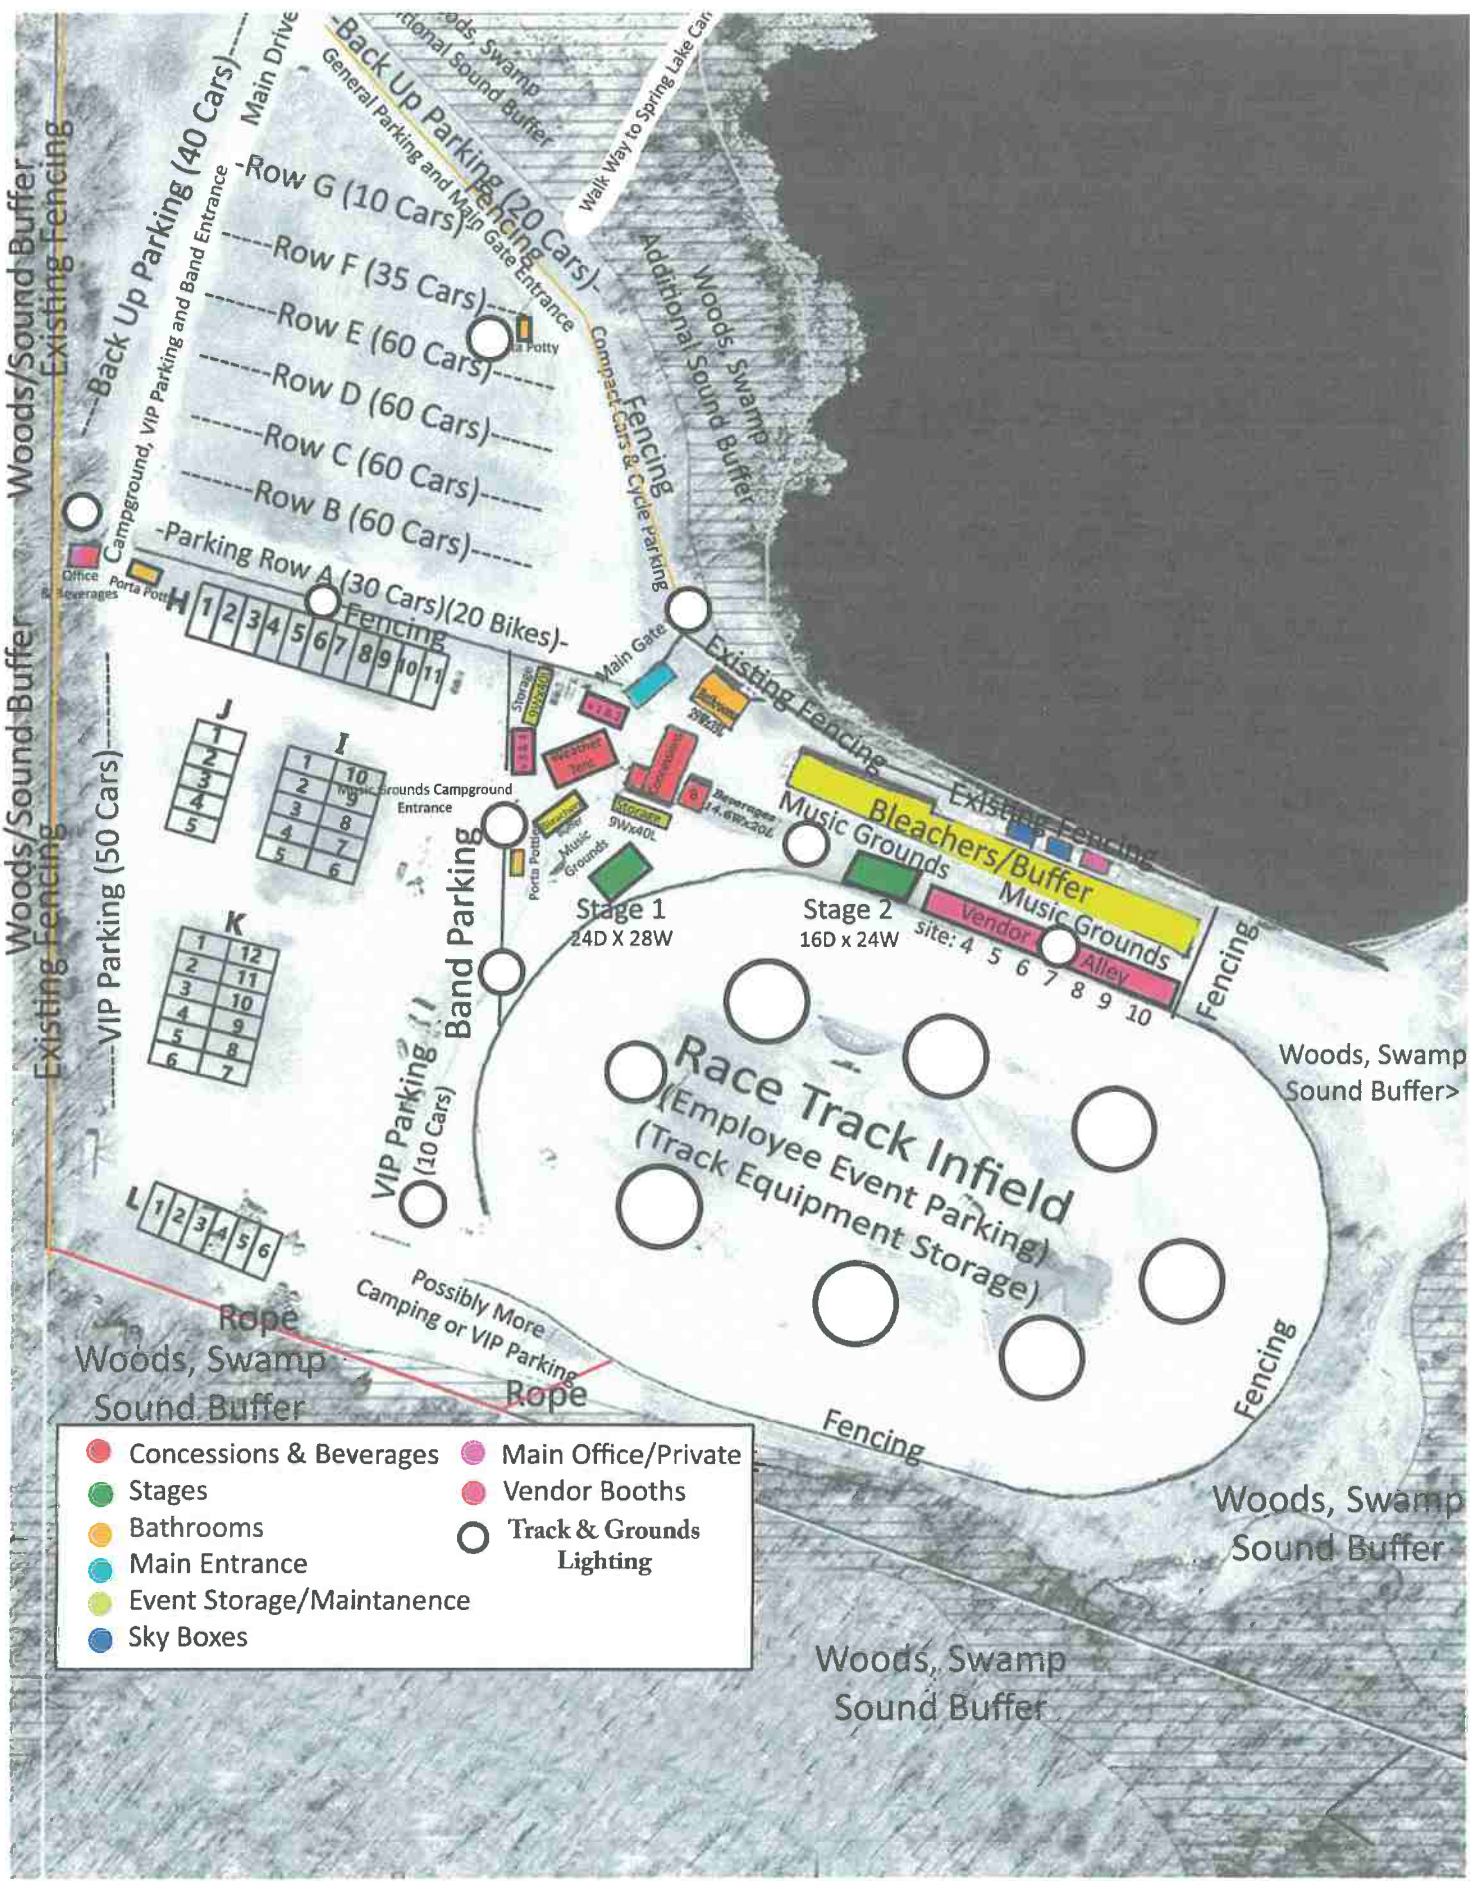 Woods/Sound Buffer
Existing Fencing
Back Up Parking (40 Cars)
Main Drive
Campground, VIP Parking and Band Entrance
-Back Up Parking (20 Cars)-
Fencing
General Parking and Main Gate Entrance
Woods, Swamp
Additional Sound Buffer
Walk Way to Spring Lake
-Row G (10 Cars)
Row F (35 Cars)
Row E (60 Cars)
Row D (60 Cars)
Row C (60 Cars)
Row B (60 Cars)
-Parking Row A (30 Cars)(20 Bikes)-
Fencing
Potty
Compact Cars & Cycle Parking
Fencing
Woods, Swamp
Additional Sound Buffer
Woods/Sound Buffer
Existing Fencing
Office
& Beverages
Porta
H
1 2 3 4 5 6 7 8 9 10 11
Main Gate
Existing Fencing
Storage
9Wx40L
Bathrooms
J
1
2
3
4
5
I
1 10
2 9
3 8
4 7
5 6
Music Grounds Campground
Entrance
Weather
Tent
Concessions
B
Beverages
14.6Wx20L
Storage
9Wx40L
Bleachers
Buffer
Porta Potties
Music
Grounds
Music Grounds
Bleachers/Buffer
Existing Fencing
Music Grounds
Stage 1
24D X 28W
Stage 2
16D x 24W
Vendor Alley
site: 4 5 6 7 8 9 10
Fencing
VIP Parking (50 Cars)
K
1 12
2 11
3 10
4 9
5 8
6 7
Band Parking
VIP Parking
(10 Cars)
Race Track Infield
(Employee Event Parking)
(Track Equipment Storage)
Woods, Swamp
Sound Buffer>
L
1 2 3 4 5 6
Possibly More
Camping or VIP Parking
Rope
Rope
Woods, Swamp
Sound Buffer
Fencing
Fencing
Woods, Swamp
Sound Buffer
Woods, Swamp
Sound Buffer
Concessions & Beverages
Stages
Bathrooms
Main Entrance
Event Storage/Maintanence
Sky Boxes
Main Office/Private
Vendor Booths
Track & Grounds
Lighting